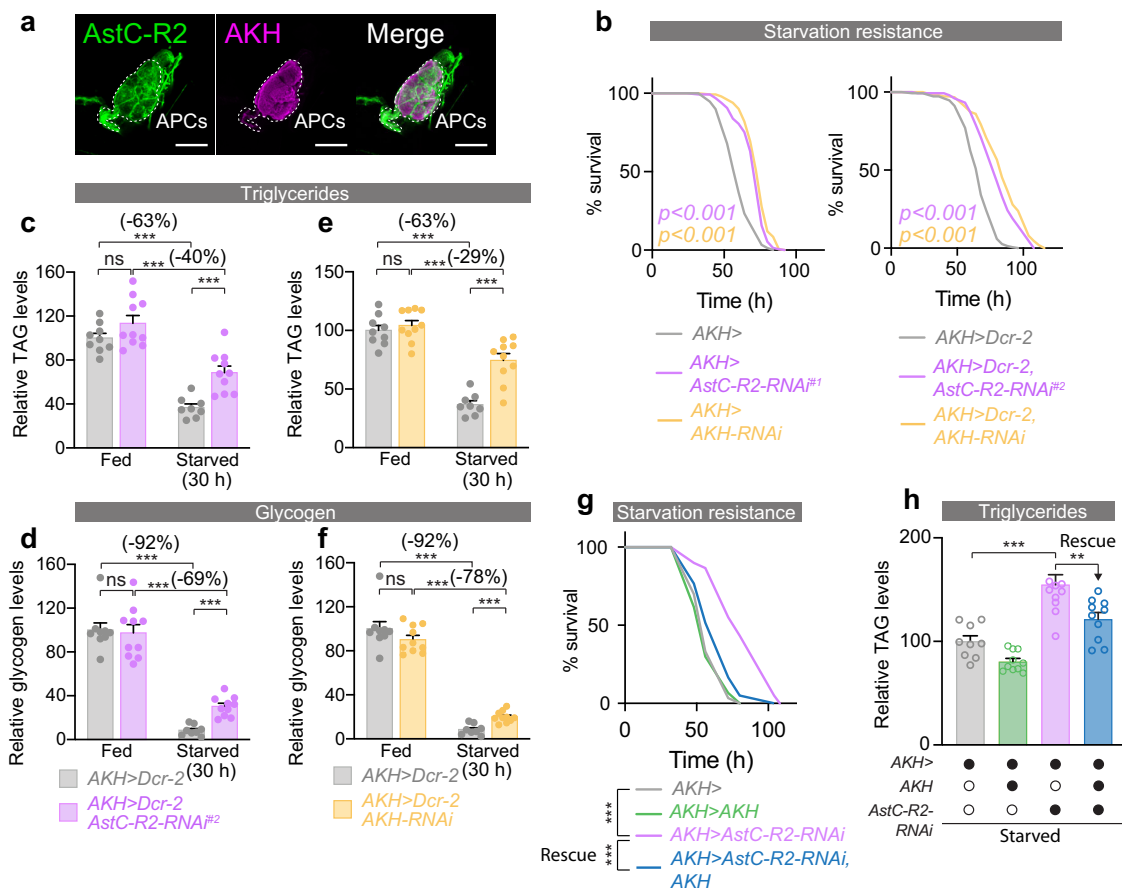 a
AstC-R2
AKH
Merge
APCs
APCs
APCs
b
Starvation resistance
% survival
100
50
0
0
50
100
Time (h)
p<0.001
p<0.001
AKH>
AKH>
AstC-R2-RNAi#1
AKH>
AKH-RNAi
% survival
100
50
0
0
50
100
Time (h)
p<0.001
p<0.001
AKH>Dcr-2
AKH>Dcr-2,
AstC-R2-RNAi#2
AKH>Dcr-2,
AKH-RNAi
Triglycerides
c
(-63%)
***
ns
*** (-40%)
***
Relative TAG levels
160
120
80
40
0
Fed
Starved
(30 h)
e
(-63%)
***
ns
*** (-29%)
***
Relative TAG levels
150
100
50
0
Fed
Starved
(30 h)
Glycogen
d
(-92%)
***
ns
*** (-69%)
***
Relative glycogen levels
160
120
80
40
0
Fed
Starved
(30 h)
AKH>Dcr-2
AKH>Dcr-2
AstC-R2-RNAi#2
f
(-92%)
***
ns
*** (-78%)
***
Relative glycogen levels
160
120
80
40
0
Fed
Starved
(30 h)
AKH>Dcr-2
AKH>Dcr-2
AKH-RNAi
g
Starvation resistance
% survival
100
50
0
0
50
100
Time (h)
AKH>
AKH>AKH
AKH>AstC-R2-RNAi
AKH>AstC-R2-RNAi,
AKH
***
Rescue
***
h
Triglycerides
Rescue
***
**
Relative TAG levels
200
100
0
AKH>
AKH
AstC-R2-
RNAi
Starved